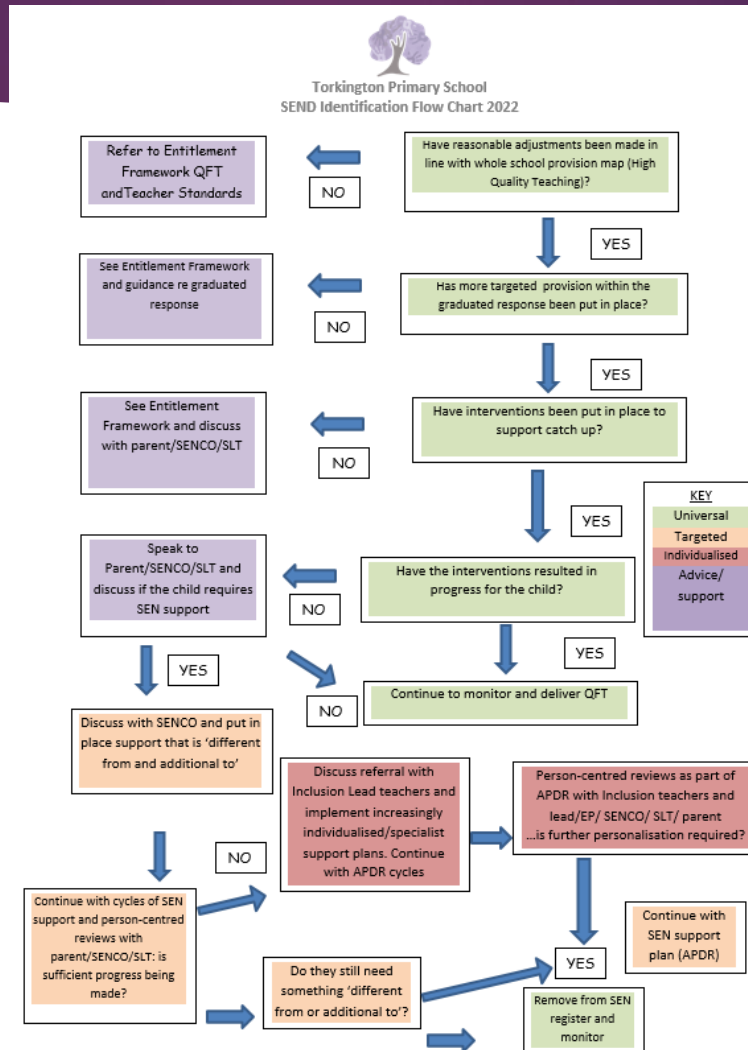 Torkington Primary School
SEND Identification Flow Chart 2022
Refer to Entitlement
Framework QFT
andTeacher Standards
NO
Have reasonable adjustments been made in
line with whole school provision map (High
Quality Teaching)?
YES
See Entitlement Framework
and guidance re graduated
response
NO
Has more targeted provision within the
graduated response been put in place?
YES
See Entitlement
Framework and discuss
with parent/SENCO/SLT
NO
Have interventions been put in place to
support catch up?
YES
KEY
Universal
Targeted
Individualised
Advice/
support
Speak to
Parent/SENCO/SLT and
discuss if the child requires
SEN support
NO
Have the interventions resulted in
progress for the child?
YES
YES
NO
Continue to monitor and deliver QFT
Discuss with SENCO and put in
place support that is ‘different
from and additional to’
NO
Discuss referral with
Inclusion Lead teachers and
implement increasingly
individualised/specialist
support plans. Continue
with APDR cycles
Person-centred reviews as part of
APDR with Inclusion teachers and
lead/EP/ SENCO/ SLT/ parent
...is further personalisation required?
Continue with cycles of SEN
support and person-centred
reviews with
parent/SENCO/SLT: is
sufficient progress being
made?
Do they still need
something ‘different
from or additional to’?
YES
Continue with
SEN support
plan (APDR)
Remove from SEN
register and
monitor